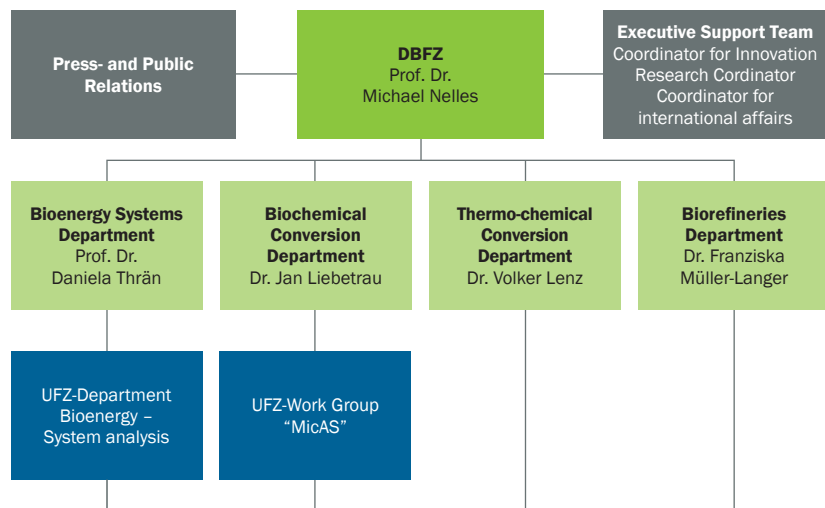 Press- and Public
Relations
DBFZ
Prof. Dr.
Michael Nelles
Executive Support Team
Coordinator for Innovation
Research Cordinator
Coordinator for
international affairs
Bioenergy Systems
Department
Prof. Dr.
Daniela Thrän
Biochemical
Conversion
Department
Dr. Jan Liebetrau
Thermo-chemical
Conversion
Department
Dr. Volker Lenz
Biorefineries
Department
Dr. Franziska
Müller-Langer
UFZ-Department
Bioenergy –
System analysis
UFZ-Work Group
“MicAS”